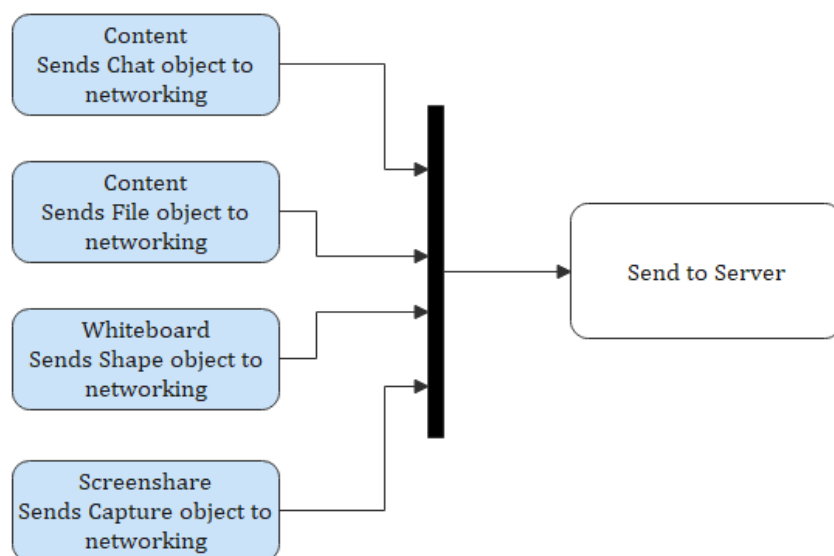 Content
Sends Chat object to
networking
Content
Sends File object to
networking
Whiteboard
Sends Shape object to
networking
Screenshare
Sends Capture object to
networking
Send to Server